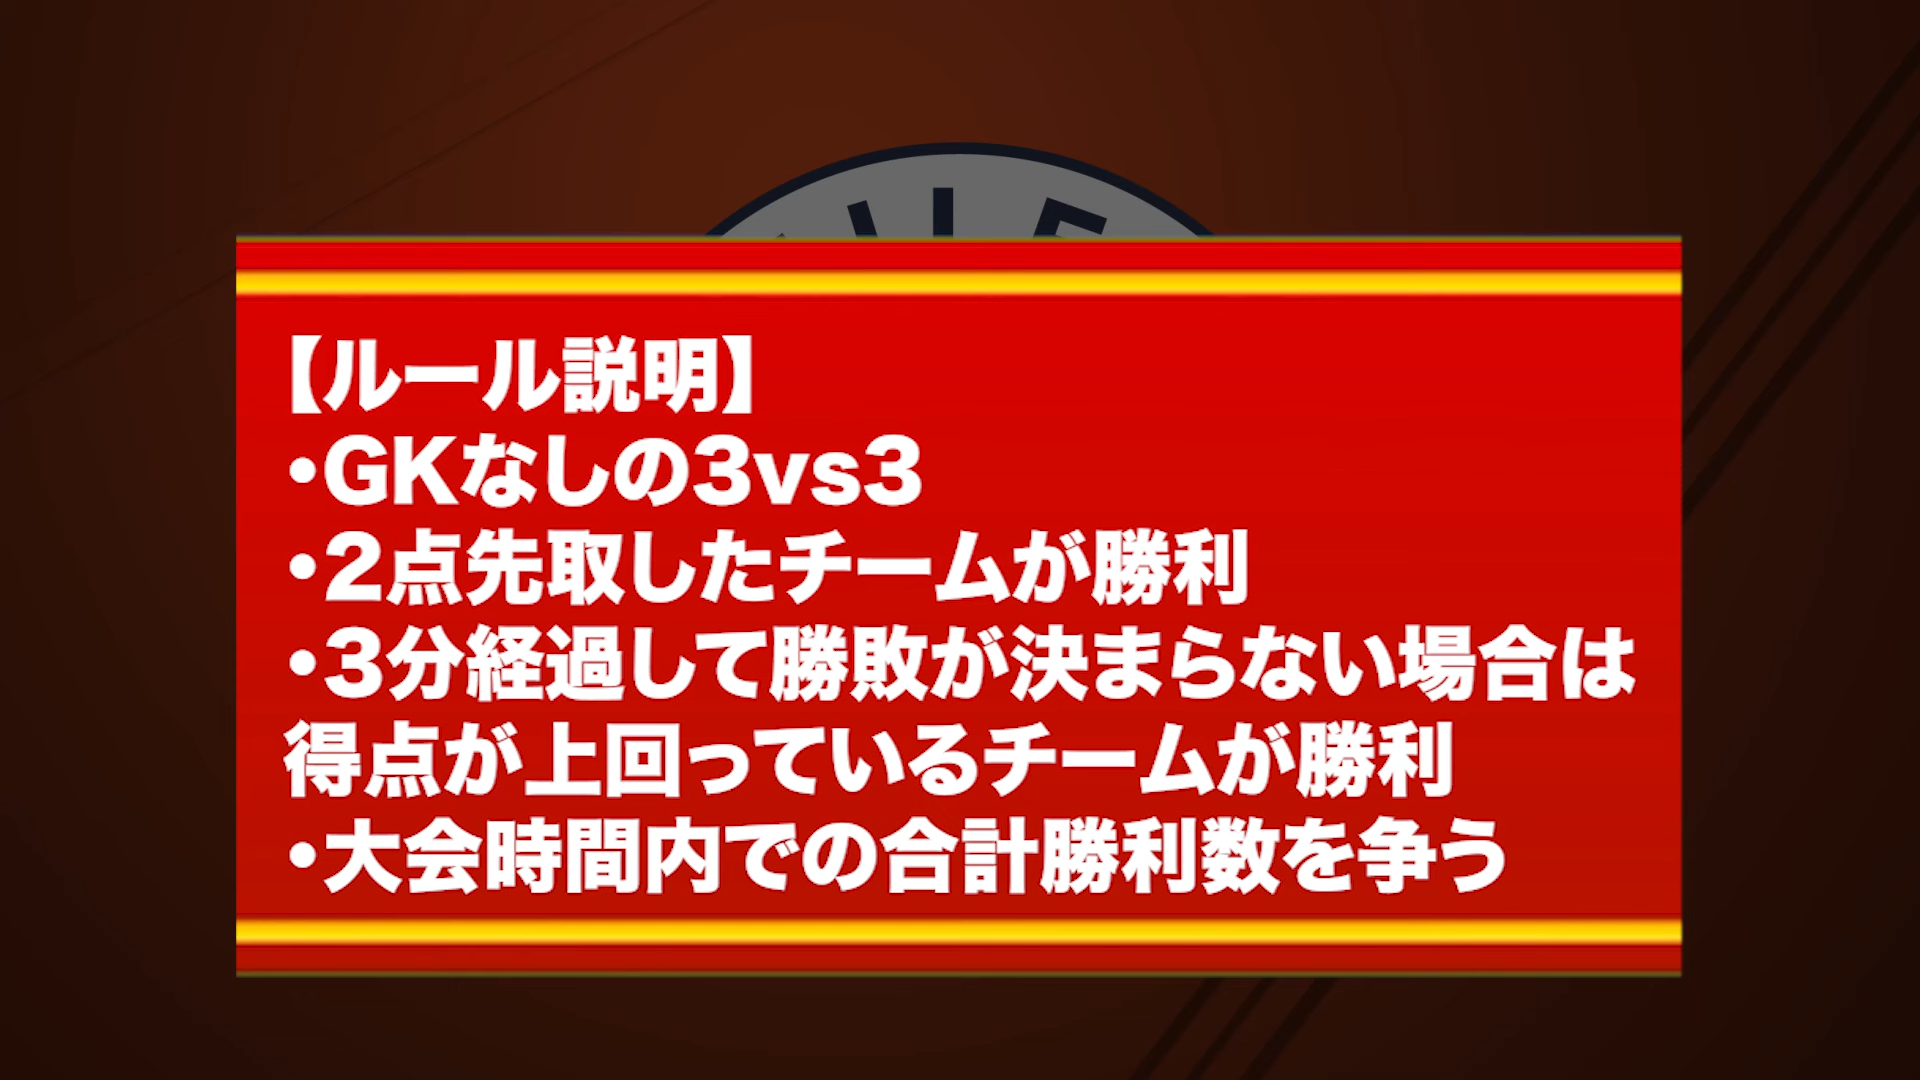 【ルール説明】
•GKなしの3vs3
•2点先取したチームが勝利
•3分経過して勝敗が決まらない場合は
得点が上回っているチームが勝利
•大会時間内での合計勝利数を争う